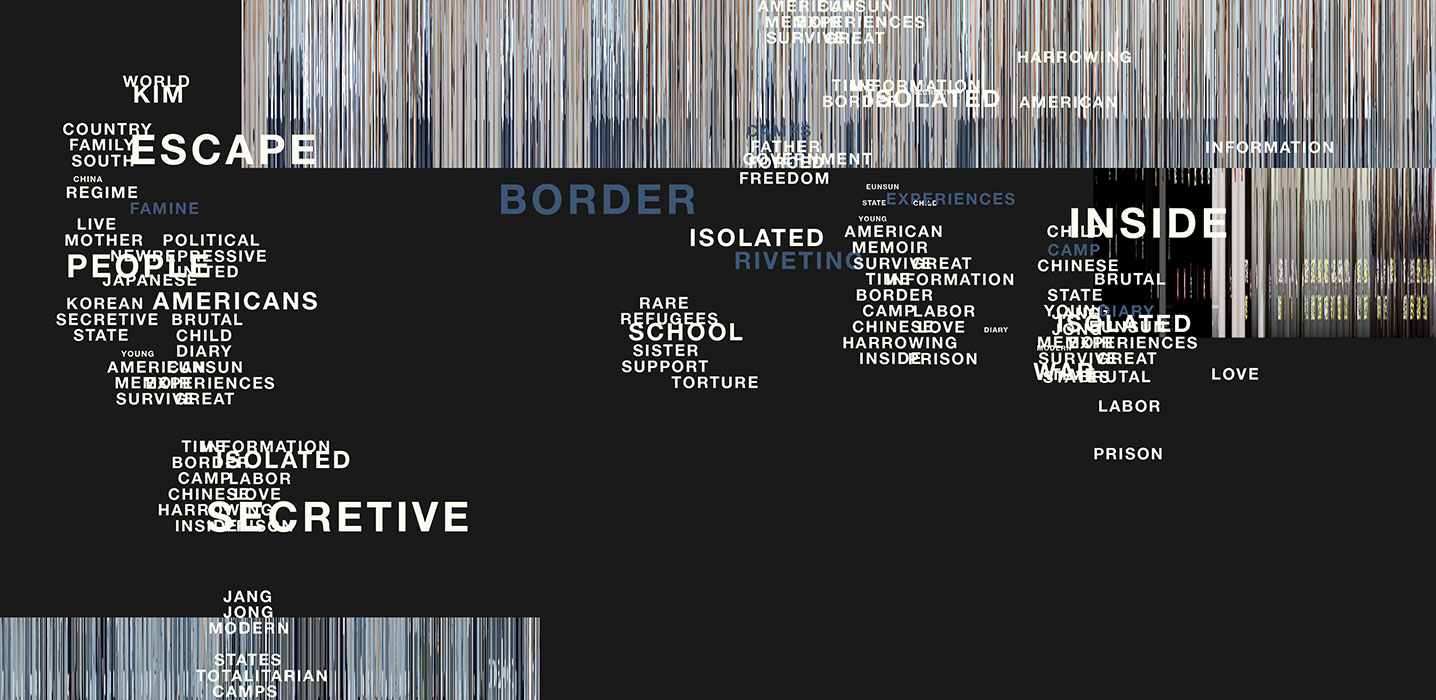 AMERICAN EUNSUN
MEMOIR EXPERIENCES
SURVIVE GREAT
HARROWING
WORLD
KIM
TIME INFORMATION
SECRETIVE
BORDER ISOLATED
AMERICAN
COUNTRY
FAMILY
SOUTH
ESCAPE
CAMPS
FATHER
GOVERNMENT
FORCED
FREEDOM
INFORMATION
CHINA
REGIME
FAMINE
LIVE
MOTHER POLITICAL
NEW REPRESSIVE
PEOPLE UNITED
JAPANESE
KOREAN AMERICANS
SECRETIVE BRUTAL
STATE CHILD
YOUNG DIARY
AMERICAN EUNSUN
MEMOIR EXPERIENCES
SURVIVE GREAT
TIME INFORMATION
BORDER ISOLATED
CAMP LABOR
CHINESE LOVE
HARROWING
SECRETIVE
INSIDE PRISON
JANG
JONG
MODERN
STATES
TOTALITARIAN
CAMPS
BORDER
ISOLATED
RIVETING
RARE
REFUGEES
SCHOOL
SISTER
SUPPORT
TORTURE
EUNSUN
EXPERIENCES
STATE CHILD
YOUNG
AMERICAN
MEMOIR
SURVIVE GREAT
TIME INFORMATION
BORDER
CAMP LABOR
CHINESE LOVE DIARY
HARROWING
INSIDE PRISON
INSIDE
CHILD
CAMP
CHINESE
BRUTAL
STATE
YOUNG DIARY
JANG
ISOLATED
JONG EUNSUN
MEMOIR EXPERIENCES
MODERN
SURVIVE GREAT
WAR
STATES BRUTAL
LOVE
LABOR
PRISON